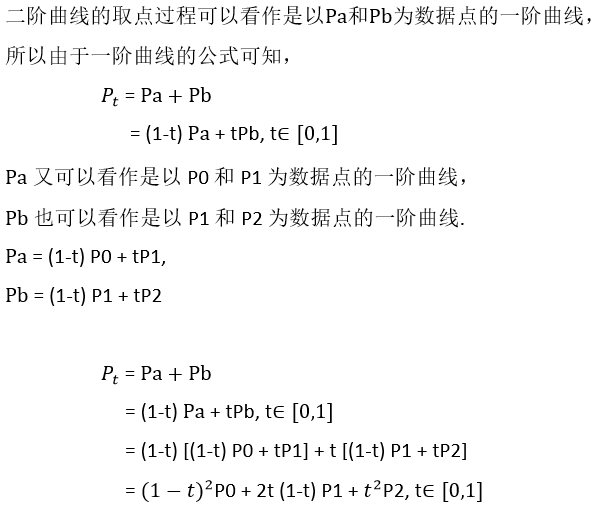 二阶曲线的取点过程可以看作是以Pa和Pb为数据点的一阶曲线，
所以由于一阶曲线的公式可知，
𝑃ₜ = Pa + Pb
= (1-t) Pa + tPb, t∈ [0,1]
Pa 又可以看作是以 P0 和 P1 为数据点的一阶曲线，
Pb 也可以看作是以 P1 和 P2 为数据点的一阶曲线.
Pa = (1-t) P0 + tP1,
Pb = (1-t) P1 + tP2
𝑃ₜ = Pa + Pb
= (1-t) Pa + tPb, t∈ [0,1]
= (1-t) [(1-t) P0 + tP1] + t [(1-t) P1 + tP2]
= (1 − 𝑡)²P0 + 2t (1-t) P1 + 𝑡²P2, t∈ [0,1]